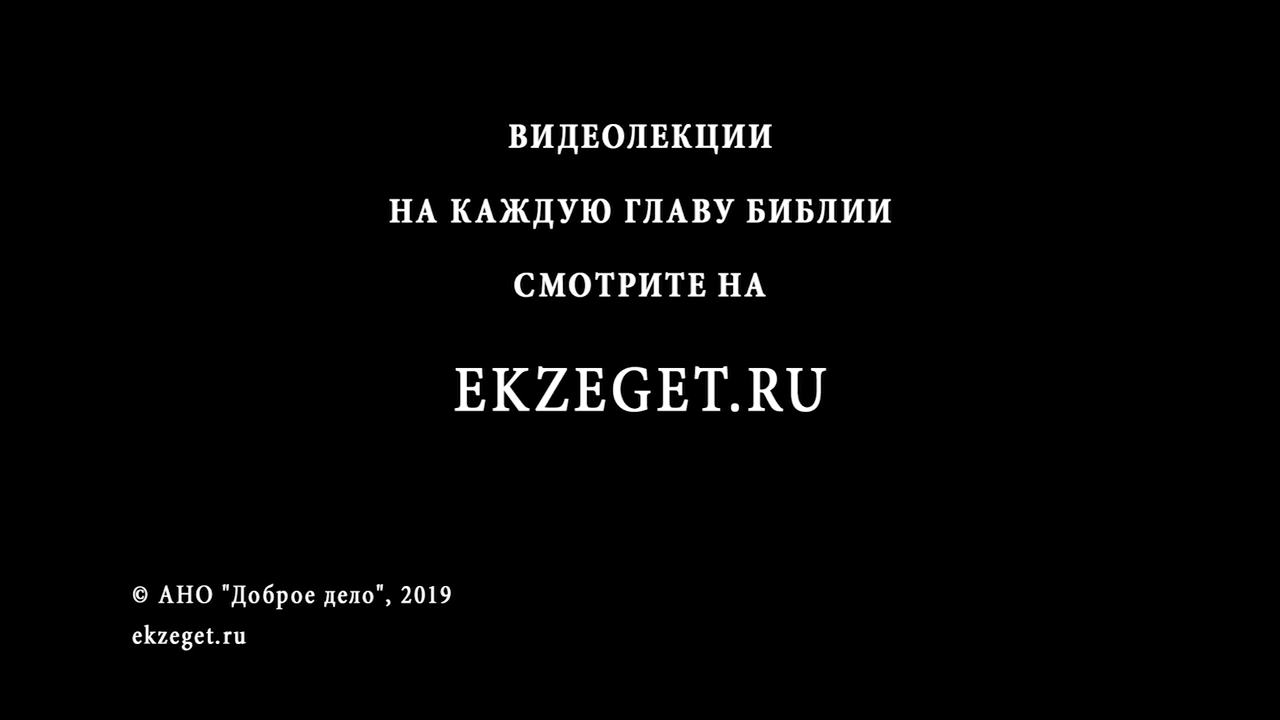 ВИДЕОЛЕКЦИИ
НА КАЖДУЮ ГЛАВУ БИБЛИИ
СМОТРИТЕ НА
EKZEGET.RU
© АНО "Доброе дело", 2019
ekzeget.ru